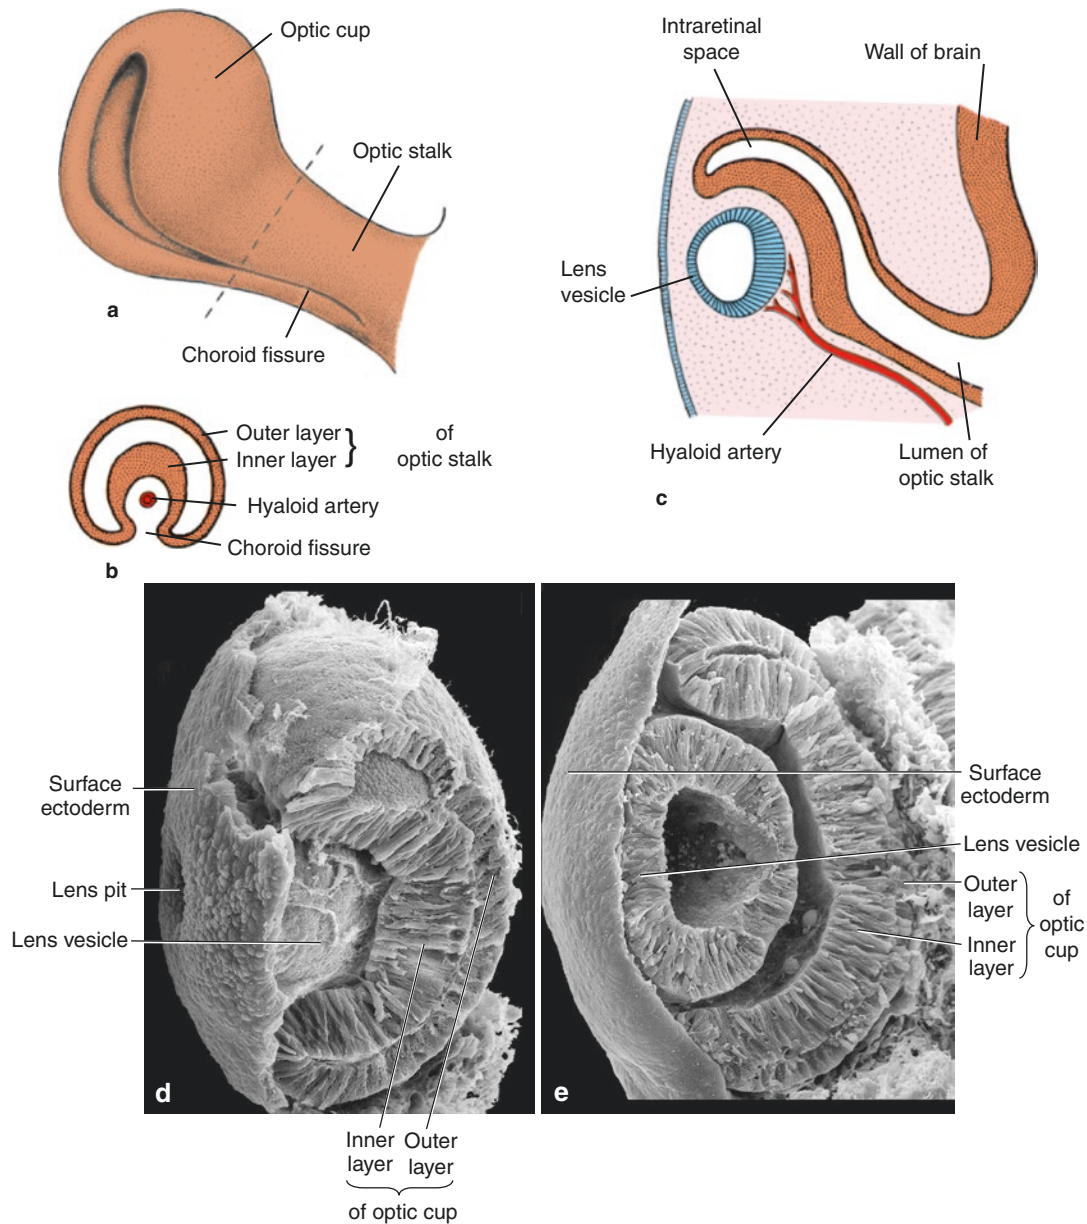 Optic cup
Optic stalk
a
Choroid fissure
Outer layer
Inner layer
}
of
optic stalk
Hyaloid artery
Choroid fissure
b
Intraretinal
space
Wall of brain
Lens
vesicle
Hyaloid artery
Lumen of
optic stalk
c
Surface
ectoderm
Lens pit
Lens vesicle
d
Inner
layer
Outer
layer
of optic cup
e
Surface
ectoderm
Lens vesicle
Outer
layer
Inner
layer
of
optic
cup